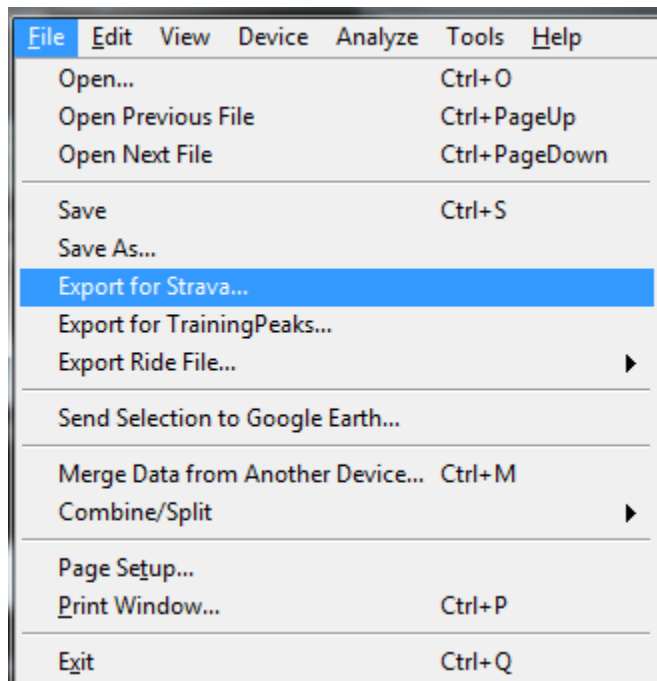 File Edit View Device Analyze Tools Help
Open... Ctrl+O
Open Previous File Ctrl+PageUp
Open Next File Ctrl+PageDown
Save Ctrl+S
Save As...
Export for Strava...
Export for TrainingPeaks...
Export Ride File...
Send Selection to Google Earth...
Merge Data from Another Device... Ctrl+M
Combine/Split
Page Setup...
Print Window... Ctrl+P
Exit Ctrl+Q